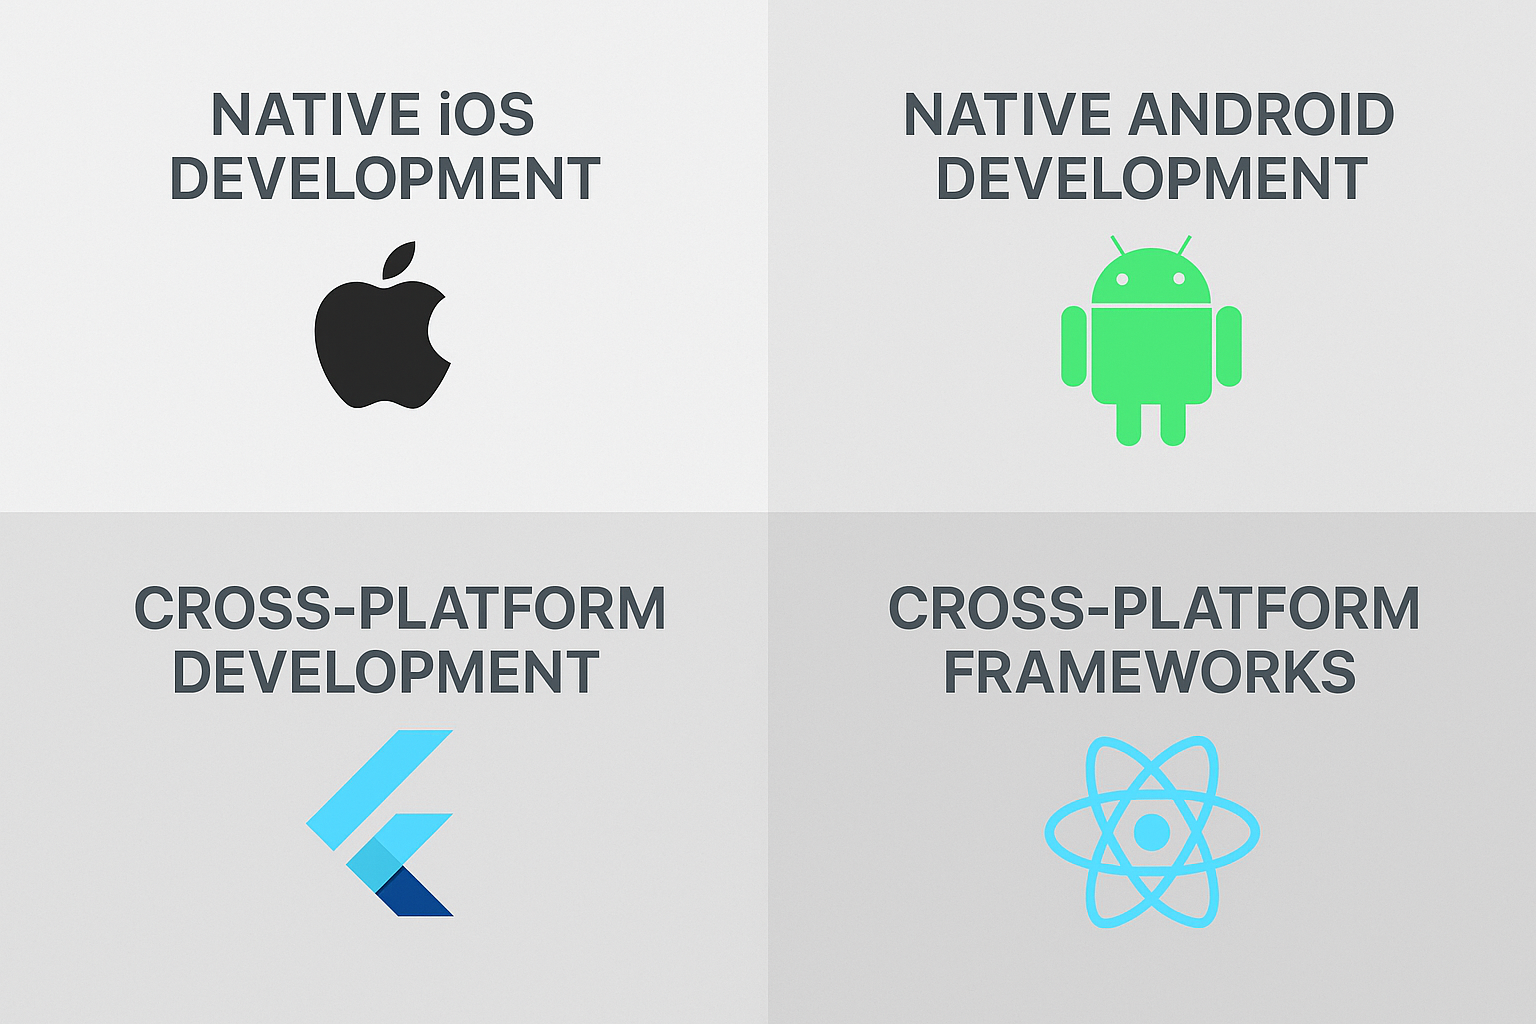 NATIVE iOS
DEVELOPMENT
NATIVE ANDROID
DEVELOPMENT
CROSS-PLATFORM
DEVELOPMENT
CROSS-PLATFORM
FRAMEWORKS